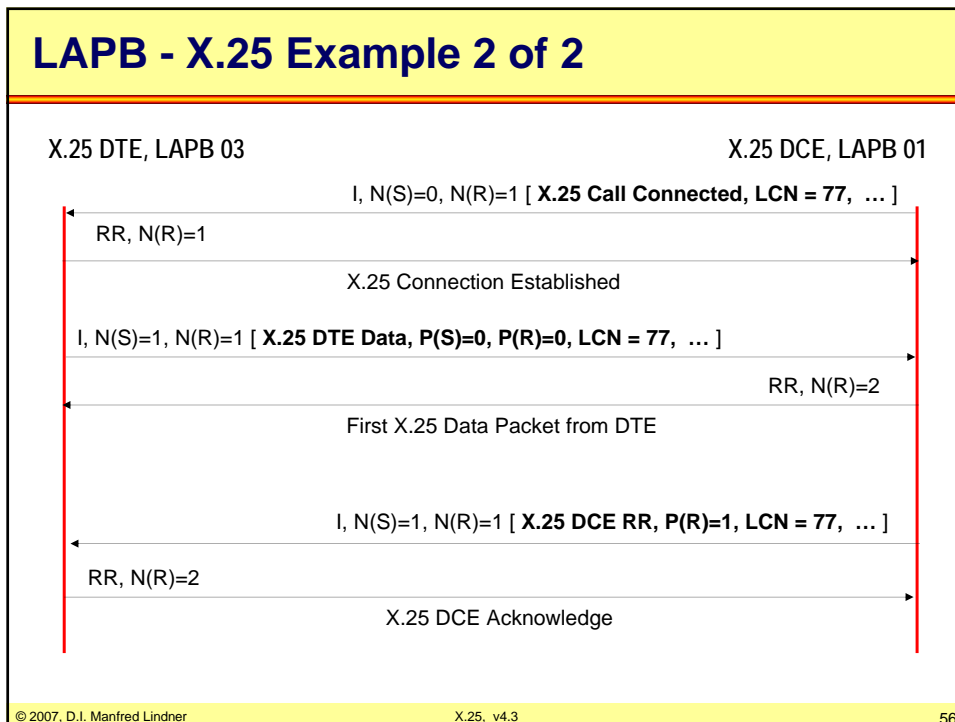 LAPB - X.25 Example 2 of 2
X.25 DTE, LAPB 03
X.25 DCE, LAPB 01
I, N(S)=0, N(R)=1 [ X.25 Call Connected, LCN = 77, … ]
RR, N(R)=1
X.25 Connection Established
I, N(S)=1, N(R)=1 [ X.25 DTE Data, P(S)=0, P(R)=0, LCN = 77, … ]
RR, N(R)=2
First X.25 Data Packet from DTE
I, N(S)=1, N(R)=1 [ X.25 DCE RR, P(R)=1, LCN = 77, … ]
RR, N(R)=2
X.25 DCE Acknowledge
© 2007, D.I. Manfred Lindner
X.25, v4.3
56